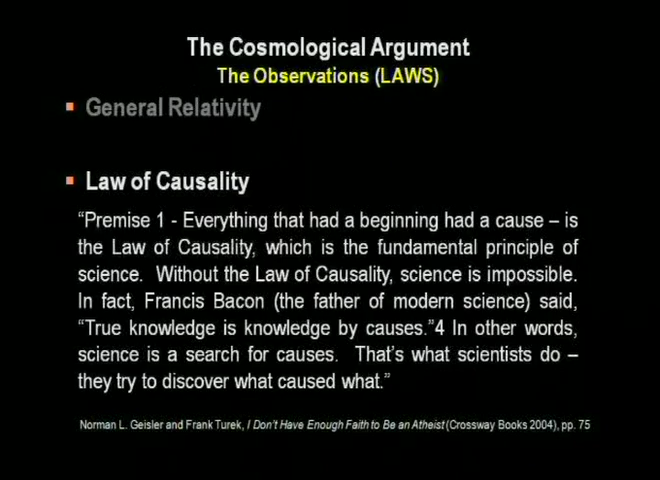 The Cosmological Argument
The Observations (LAWS)
▪ General Relativity
▪ Law of Causality
“Premise 1 - Everything that had a beginning had a cause – is
the Law of Causality, which is the fundamental principle of
science. Without the Law of Causality, science is impossible.
In fact, Francis Bacon (the father of modern science) said,
“True knowledge is knowledge by causes.”4 In other words,
science is a search for causes. That’s what scientists do –
they try to discover what caused what.”
Norman L. Geisler and Frank Turek, I Don’t Have Enough Faith to Be an Atheist (Crossway Books 2004), pp. 75